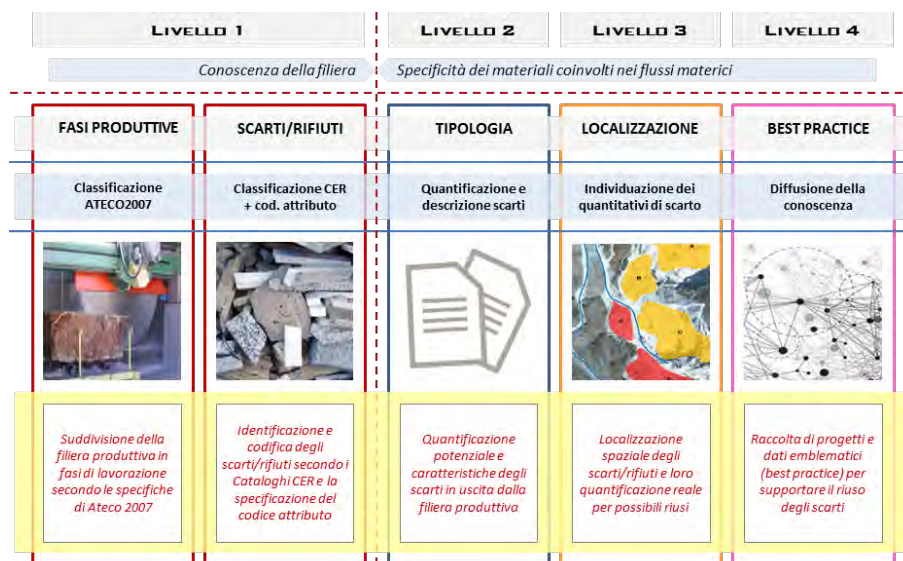 LIVELLO 1
LIVELLO 2
LIVELLO 3
LIVELLO 4
Conoscenza della filiera
Specificità dei materiali coinvolti nei flussi materici
FASI PRODUTTIVE
SCARTI/RIFIUTI
TIPOLOGIA
LOCALIZZAZIONE
BEST PRACTICE
Classificazione
ATECO2007
Classificazione CER
+ cod. attributo
Quantificazione e
descrizione scarti
Individuazione dei
quantitativi di scarto
Diffusione della
conoscenza
Suddivisione della
filiera produttiva in
fasi di lavorazione
secondo le specifiche
di Ateco 2007
Identificazione e
codifica degli
scarti/rifiuti secondo i
Cataloghi CER e la
specificazione del
codice attributo
Quantificazione
potenziale e
caratteristiche degli
scarti in uscita dalla
filiera produttiva
Localizzazione
spaziale degli
scarti/rifiuti e loro
quantificazione reale
per possibili riusi
Raccolta di progetti e
dati emblematici
(best practice) per
supportare il riuso
degli scarti